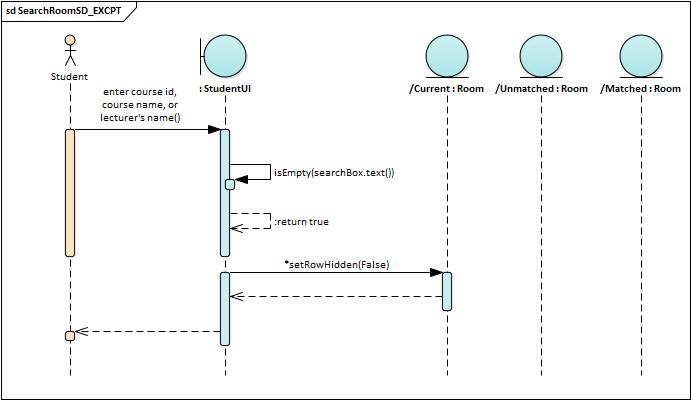 sd SearchRoomSD_EXCPT
Student
: StudentUI
/Current : Room
/Unmatched : Room
/Matched : Room
enter course id,
course name, or
lecturer's name()
isEmpty(searchBox.text())
:return true
*setRowHidden(False)